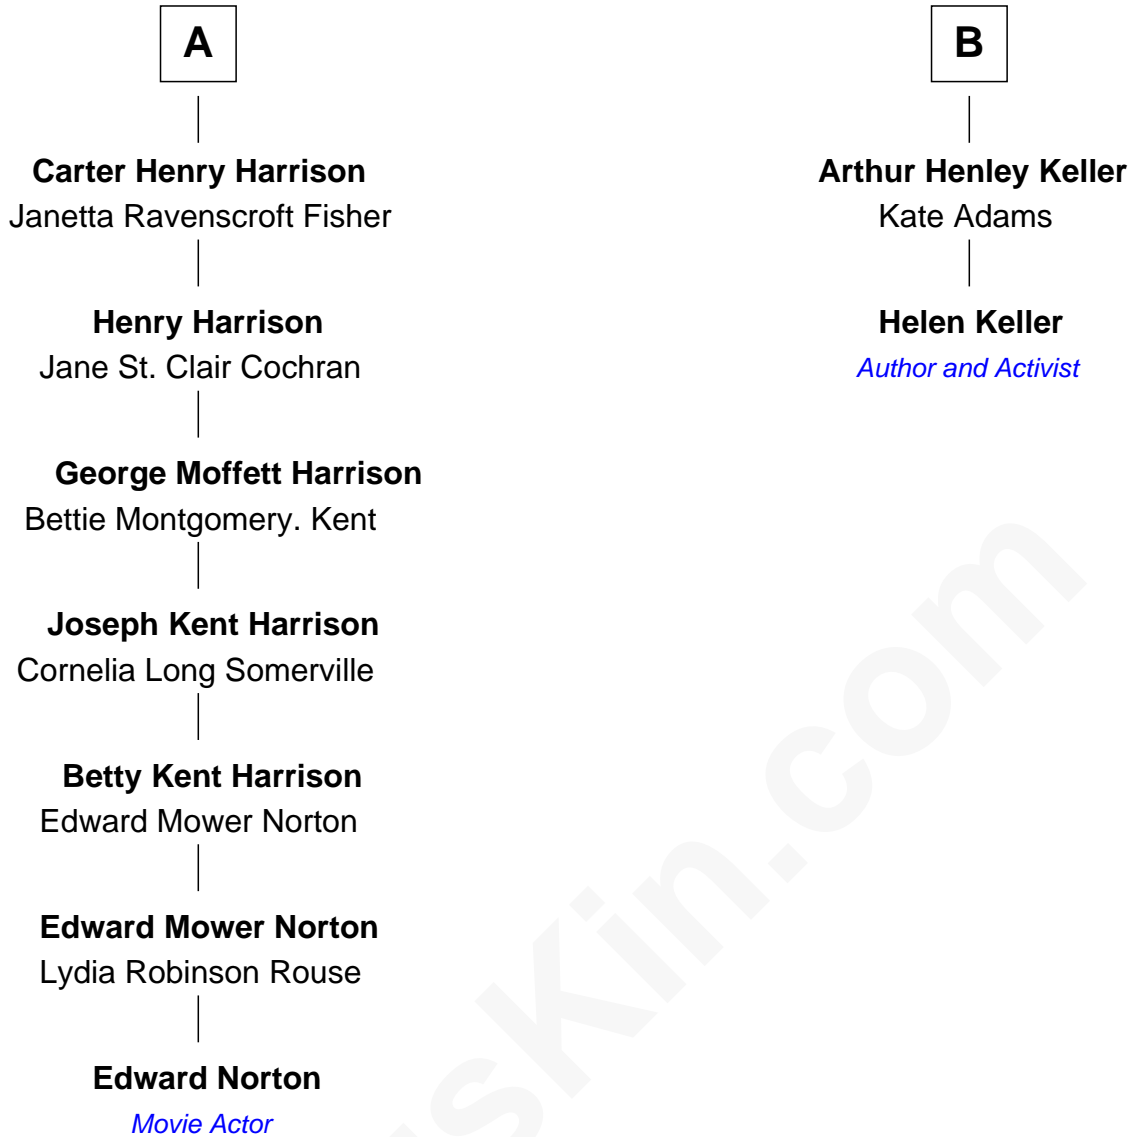 A
Carter Henry Harrison
Janetta Ravenscroft Fisher
Henry Harrison
Jane St. Clair Cochran
George Moffett Harrison
Bettie Montgomery. Kent
Joseph Kent Harrison
Cornelia Long Somerville
Betty Kent Harrison
Edward Mower Norton
Edward Mower Norton
Lydia Robinson Rouse
Edward Norton
Movie Actor
B
Arthur Henley Keller
Kate Adams
Helen Keller
Author and Activist
sKin.com